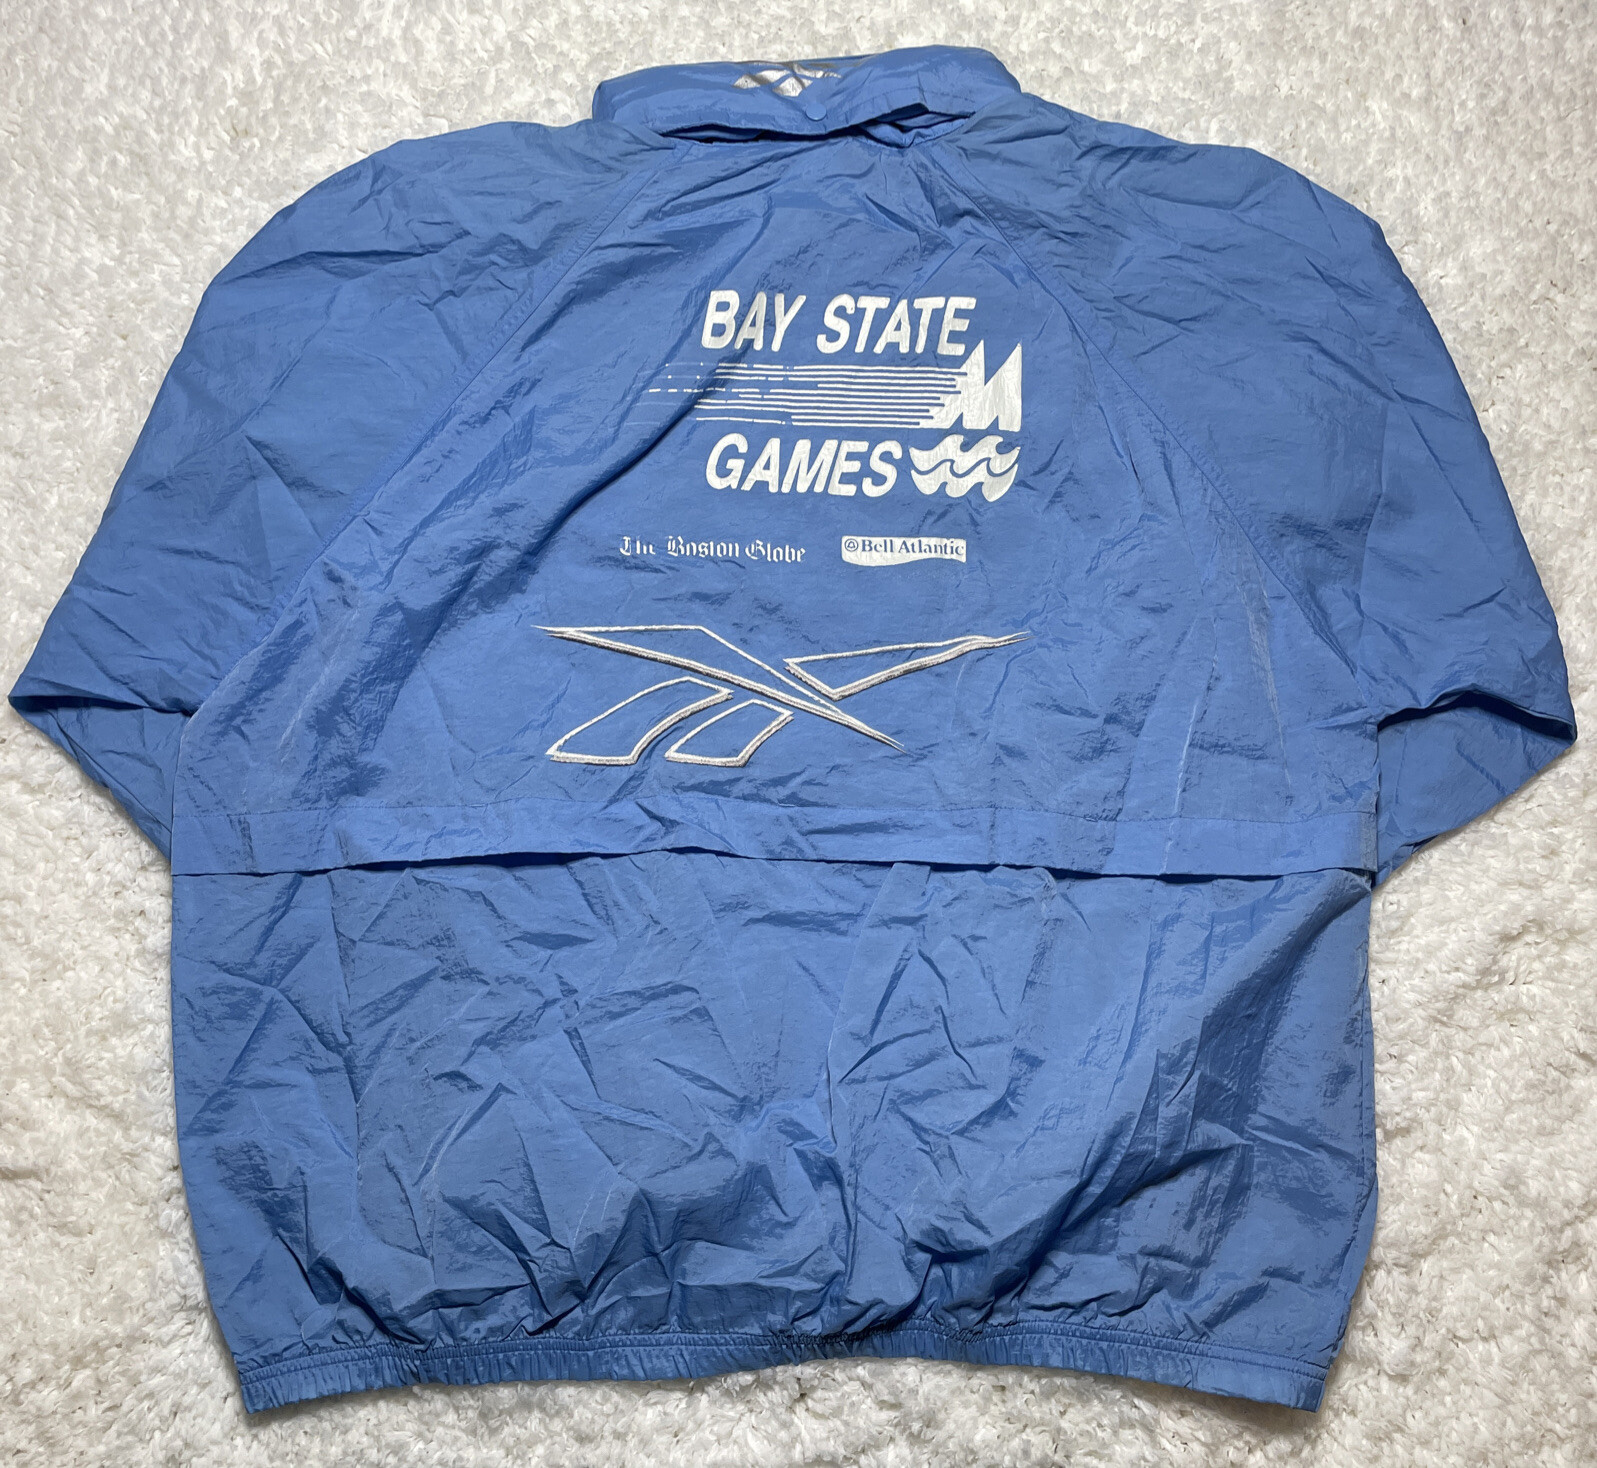 BAY STATE
GAMES
The Boston Globe
Bell Atlantic